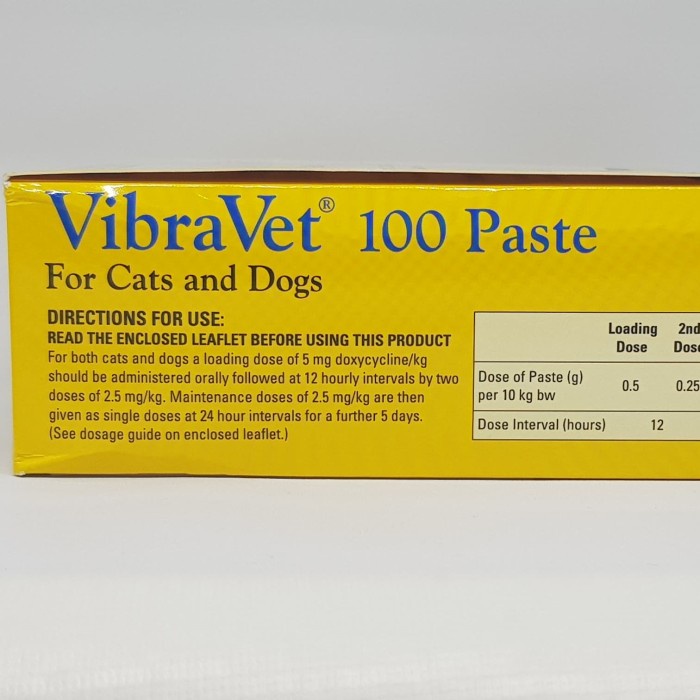 VibraVet® 100 Paste
For Cats and Dogs
DIRECTIONS FOR USE:
READ THE ENCLOSED LEAFLET BEFORE USING THIS PRODUCT
For both cats and dogs a loading dose of 5 mg doxycycline/kg
should be administered orally followed at 12 hourly intervals by two
doses of 2.5 mg/kg. Maintenance doses of 2.5 mg/kg are then
given as single doses at 24 hour intervals for a further 5 days.
(See dosage guide on enclosed leaflet.)
Loading 2nd
Dose Dose
Dose of Paste (g)
per 10 kg bw
0.5 0.25
Dose Interval (hours) 12